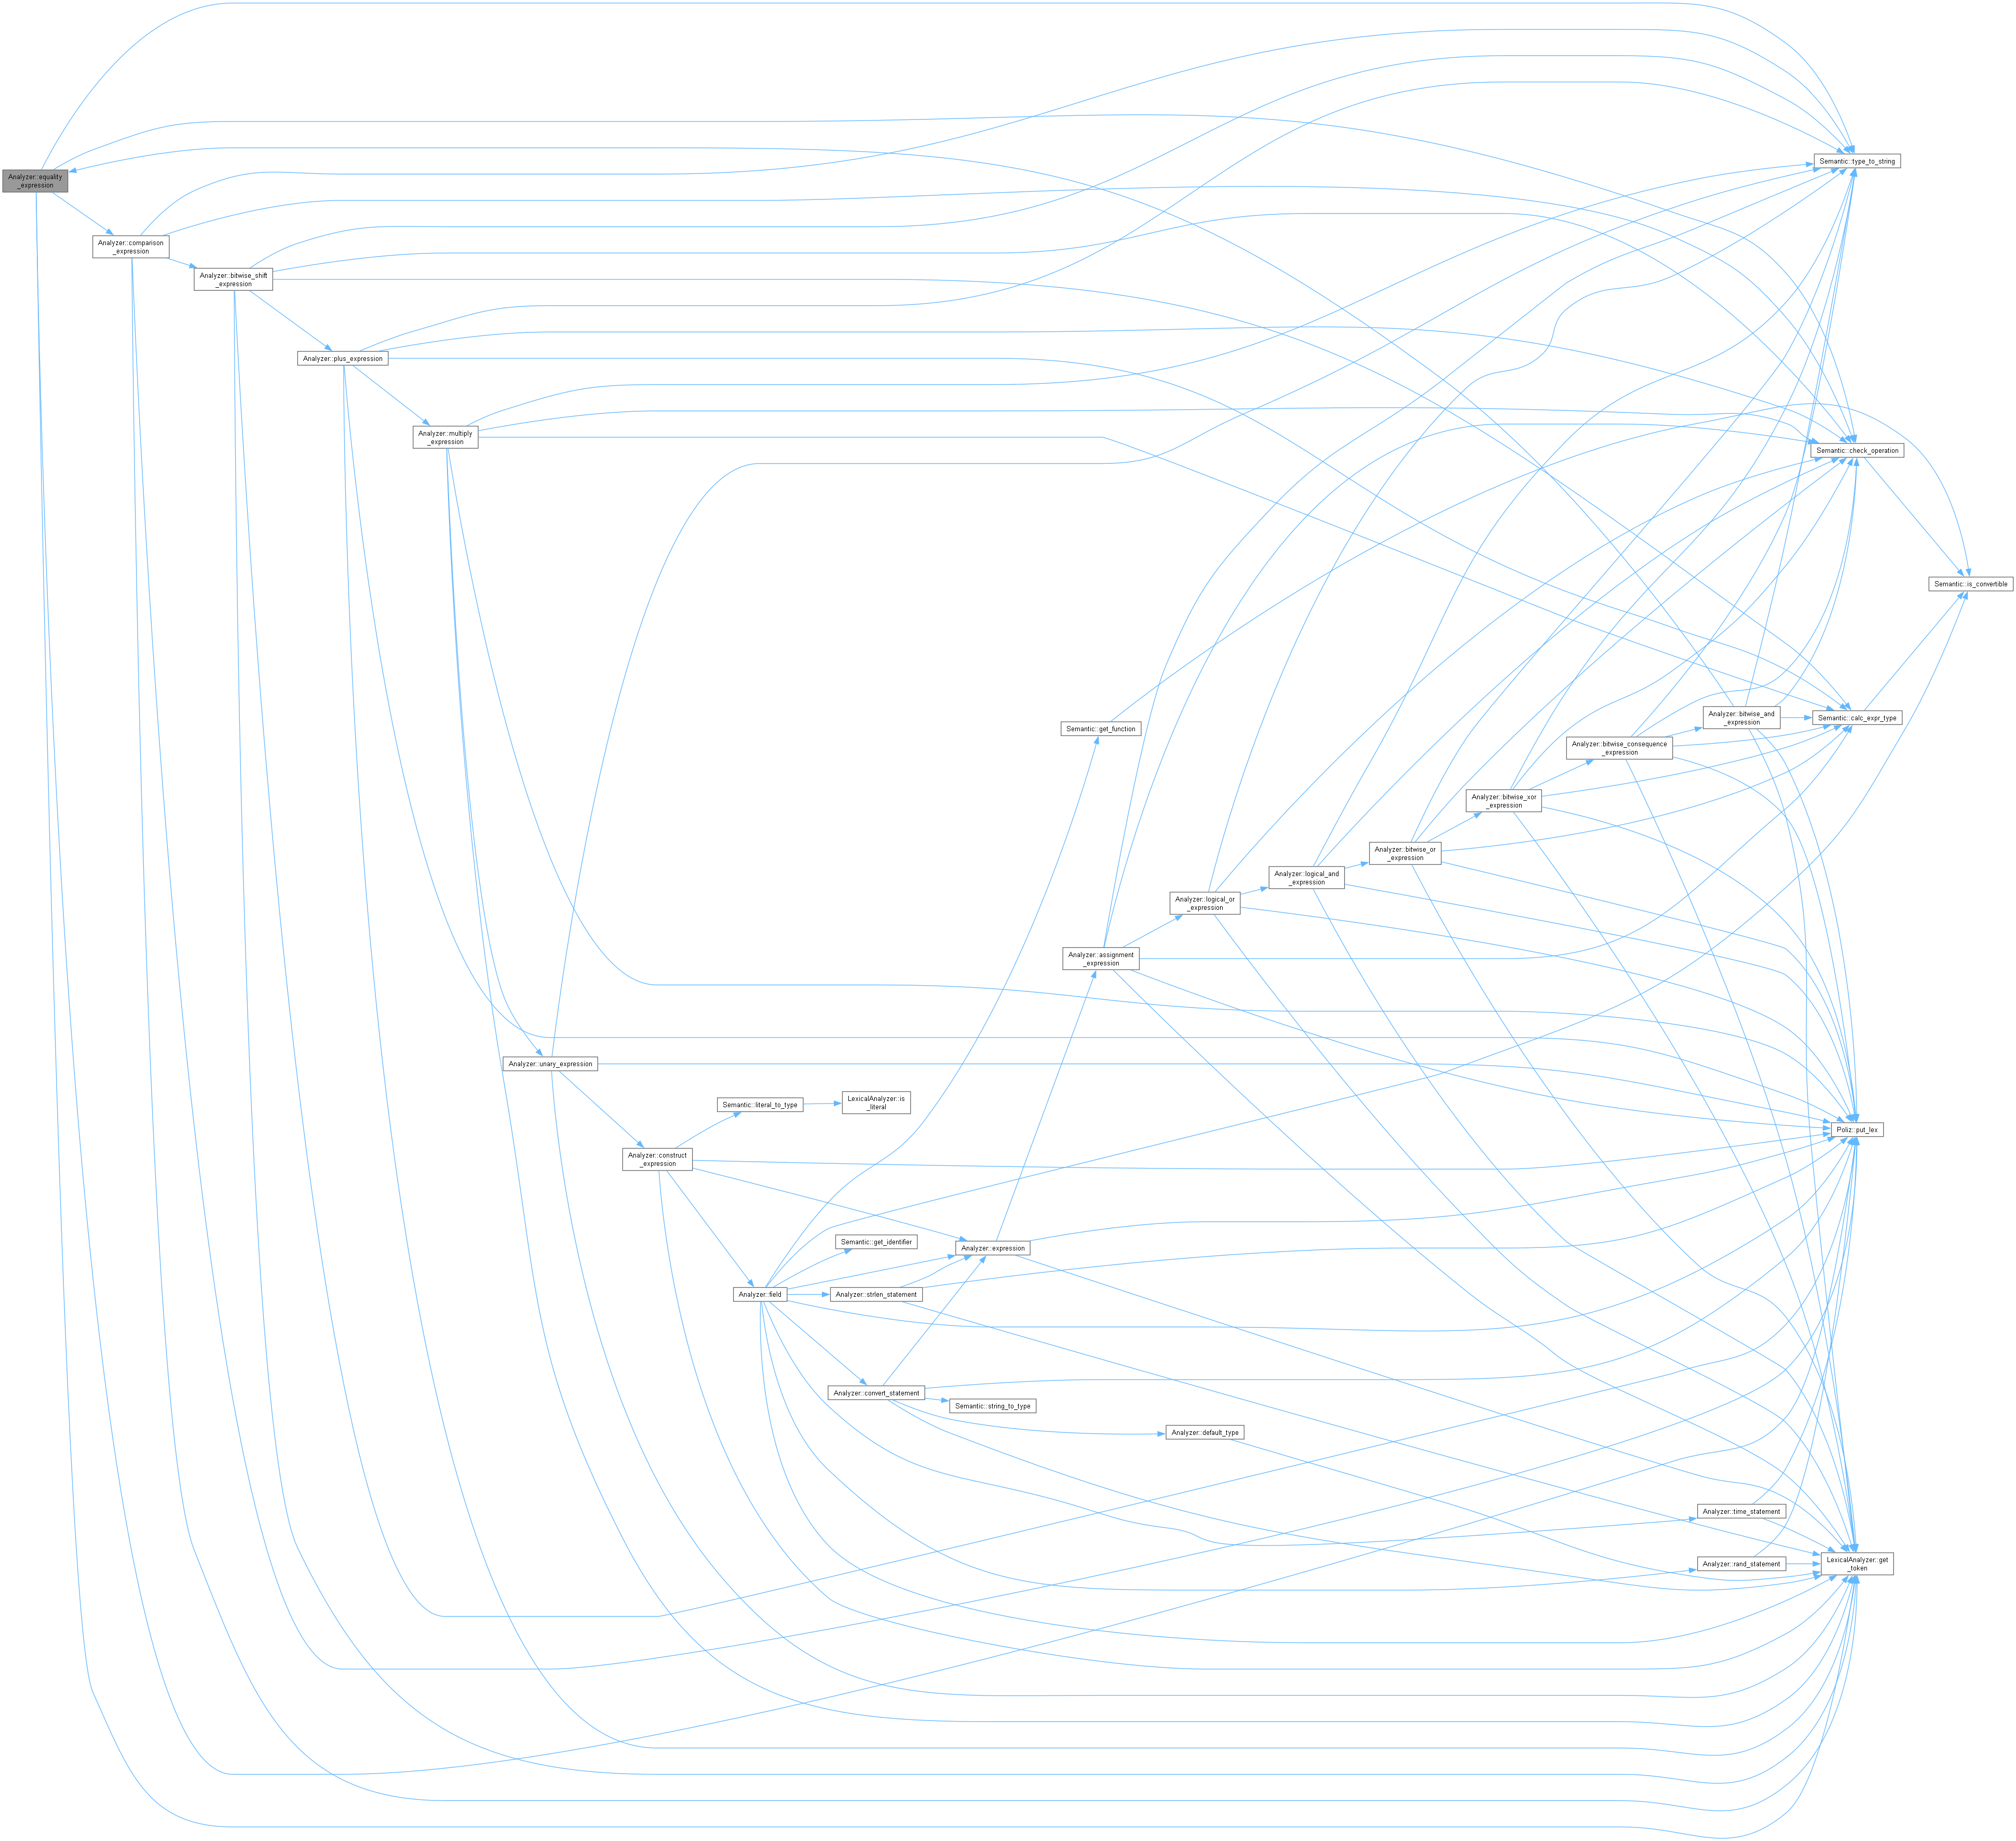 Analyzer::equality
_expression
Analyzer::comparison
_expression
Analyzer::bitwise_shift
_expression
Analyzer::plus_expression
Analyzer::multiply
_expression
Analyzer::unary_expression
Analyzer::construct
_expression
Semantic::literal_to_type
LexicalAnalyzer::is
_literal
Analyzer::field
Semantic::get_identifier
Analyzer::strlen_statement
Analyzer::convert_statement
Analyzer::expression
Semantic::string_to_type
Semantic::get_function
Analyzer::assignment
_expression
Analyzer::default_type
Analyzer::logical_or
_expression
Analyzer::logical_and
_expression
Analyzer::bitwise_or
_expression
Analyzer::bitwise_xor
_expression
Analyzer::bitwise_consequence
_expression
Analyzer::bitwise_and
_expression
Analyzer::time_statement
Analyzer::rand_statement
Semantic::type_to_string
Semantic::check_operation
Semantic::is_convertible
Semantic::calc_expr_type
Poliz::put_lex
LexicalAnalyzer::get
_token